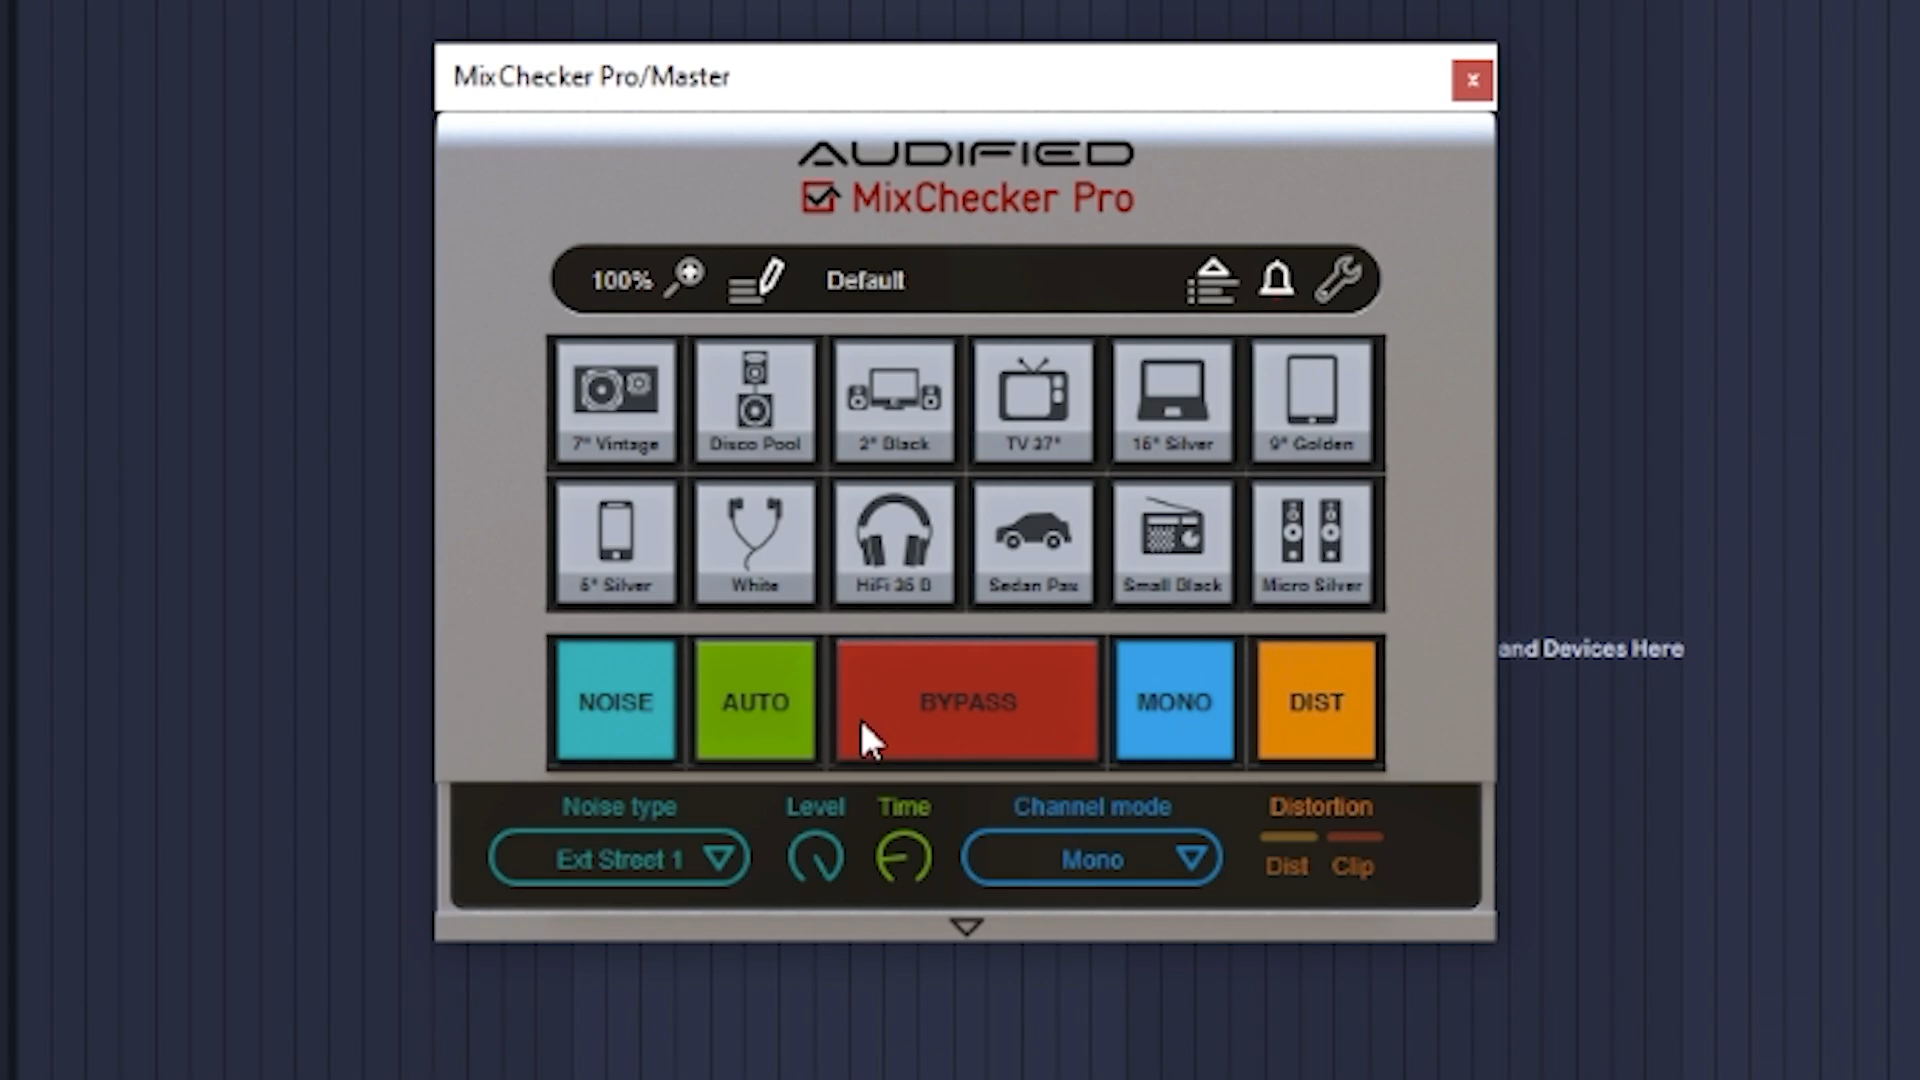 MixChecker Pro/Master
x
AUDIFIED
MixChecker Pro
100%
Default
7" Vintage
Disco Pool
2" Black
TV 37"
15" Silver
9" Golden
5" Silver
White
HiFi 35 D
Sedan Pax
Small Black
Micro Silver
and Devices Here
NOISE
AUTO
BYPASS
MONO
DIST
Noise type
Level
Time
Channel mode
Distortion
Ext Street 1
Mono
Dist
Clip